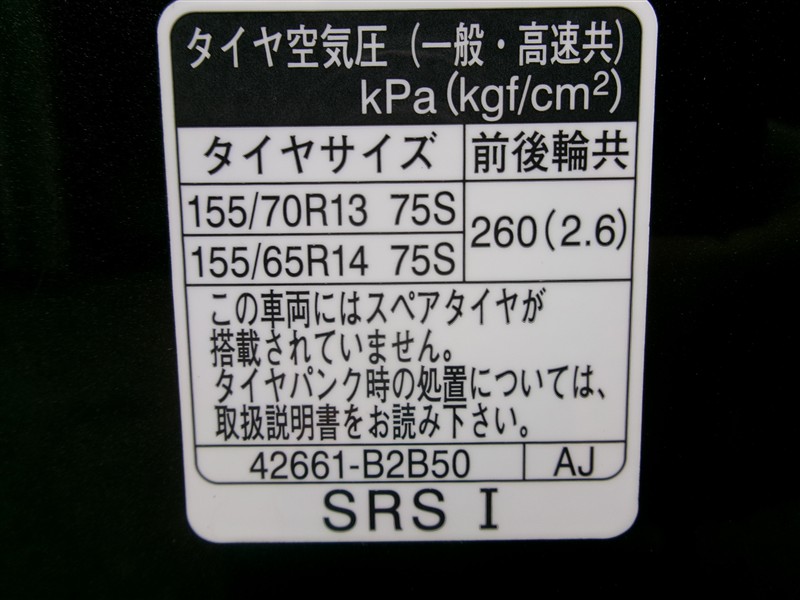 タイヤ空気圧（一般・高速共）
kPa(kgf/cm²)
タイヤサイズ 前後輪共
155/70R13 75S
260(2.6)
155/65R14 75S
この車両にはスペアタイヤが
搭載されていません。
タイヤパンク時の処置については、
取扱説明書をお読み下さい。
42661-B2B50 AJ
SRS I